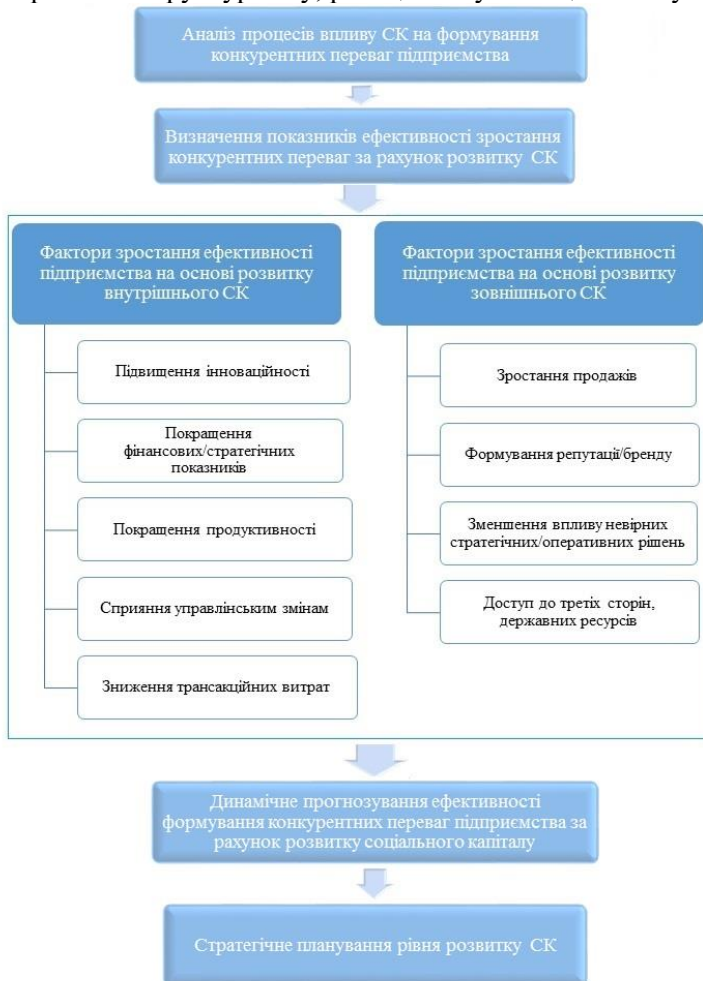 Аналіз процесів впливу СК на формування
конкурентних переваг підприємства
Визначення показників ефективності зростання
конкурентних переваг за рахунок розвитку СК
Фактори зростання ефективності
підприємства на основі розвитку
внутрішнього СК
Підвищення інноваційності
Покращення
фінансових/стратегічних
показників
Покращення продуктивності
Сприяння управлінським змінам
Зниження трансакційних витрат
Фактори зростання ефективності
підприємства на основі розвитку
зовнішнього СК
Зростання продажів
Формування репутації/бренду
Зменшення впливу невірних
стратегічних/оперативних рішень
Доступ до третіх сторін,
державних ресурсів
Динамічне прогнозування ефективності
формування конкурентних переваг підприємства за
рахунок розвитку соціального капіталу
Стратегічне планування рівня розвитку СК